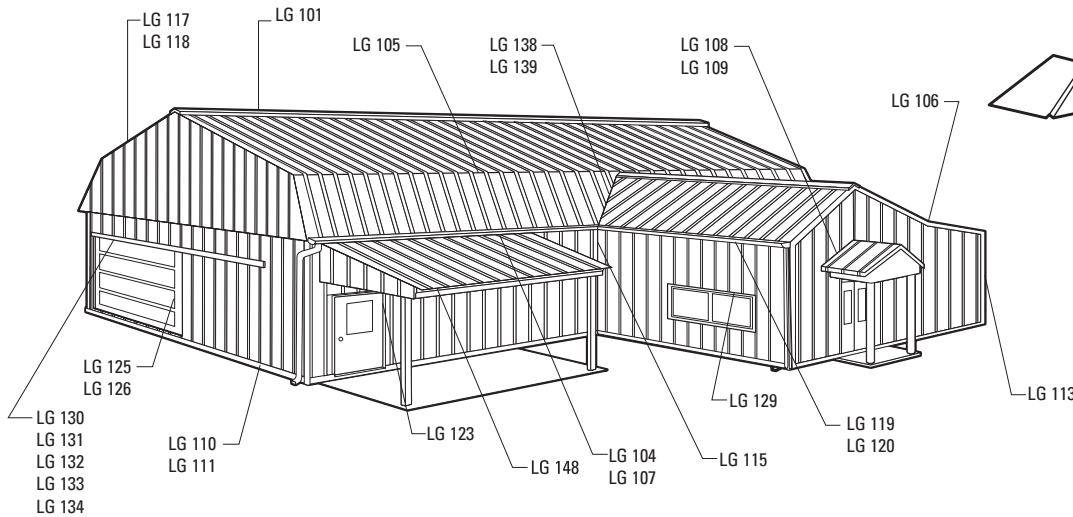 LG 117
LG 118
LG 101
LG 105
LG 138
LG 139
LG 108
LG 109
LG 106
LG 125
LG 126
LG 130
LG 131
LG 132
LG 133
LG 134
LG 110
LG 111
LG 123
LG 148
LG 104
LG 107
LG 115
LG 129
LG 119
LG 120
LG 113